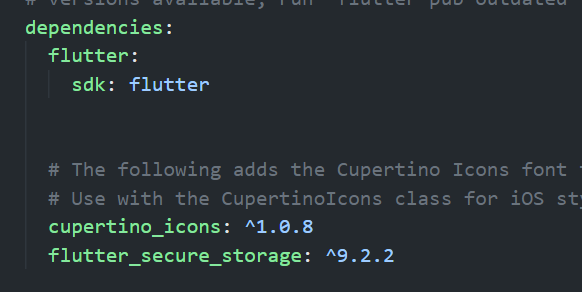 # versions available, run `flutter pub outdated
dependencies:
flutter:
sdk: flutter
# The following adds the Cupertino Icons font
# Use with the CupertinoIcons class for iOS sty
cupertino_icons: ^1.0.8
flutter_secure_storage: ^9.2.2